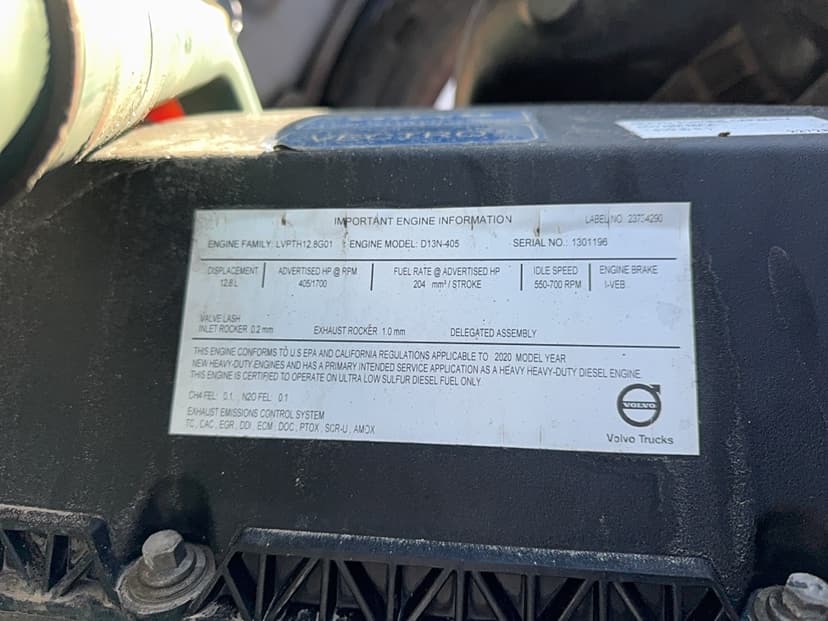 VECTRO
IMPORTANT ENGINE INFORMATION LABEL NO. 23754290
ENGINE FAMILY: LVPTH12.8G01 ENGINE MODEL: D13N-405 SERIAL NO.: 1301196
DISPLACEMENT ADVERTISED HP @ RPM FUEL RATE @ ADVERTISED HP IDLE SPEED ENGINE BRAKE
12.8 L 405/1700 204 mm³ / STROKE 550-700 RPM I-VEB
VALVE LASH
INLET ROCKER 0.2 mm EXHAUST ROCKER 1.0 mm DELEGATED ASSEMBLY
THIS ENGINE CONFORMS TO U.S EPA AND CALIFORNIA REGULATIONS APPLICABLE TO 2020 MODEL YEAR
NEW HEAVY-DUTY ENGINES AND HAS A PRIMARY INTENDED SERVICE APPLICATION AS A HEAVY HEAVY-DUTY DIESEL ENGINE.
THIS ENGINE IS CERTIFIED TO OPERATE ON ULTRA LOW SULFUR DIESEL FUEL ONLY.
CH4 FEL: 0.1 , N2O FEL: 0.1
EXHAUST EMISSIONS CONTROL SYSTEM
TC, CAC, EGR, DDI, ECM, DOC, PTOX, SCR-U, AMOX
VOLVO
Volvo Trucks